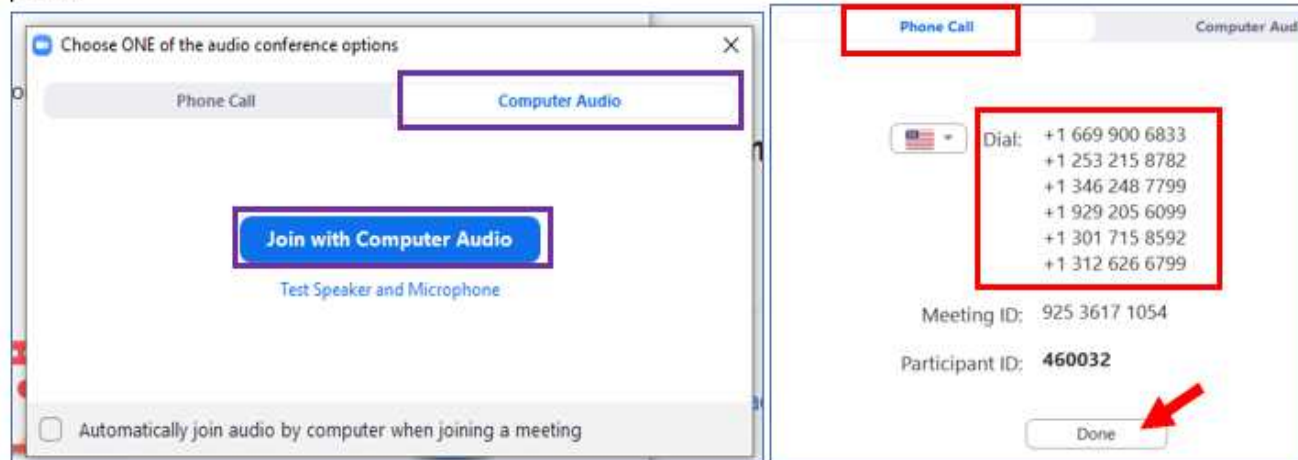 Choose ONE of the audio conference options
Phone Call
Computer Audio
Join with Computer Audio
Test Speaker and Microphone
Automatically join audio by computer when joining a meeting
Phone Call
Computer Aud
Dial:
+1 669 900 6833
+1 253 215 8782
+1 346 248 7799
+1 929 205 6099
+1 301 715 8592
+1 312 626 6799
Meeting ID: 925 3617 1054
Participant ID: 460032
Done